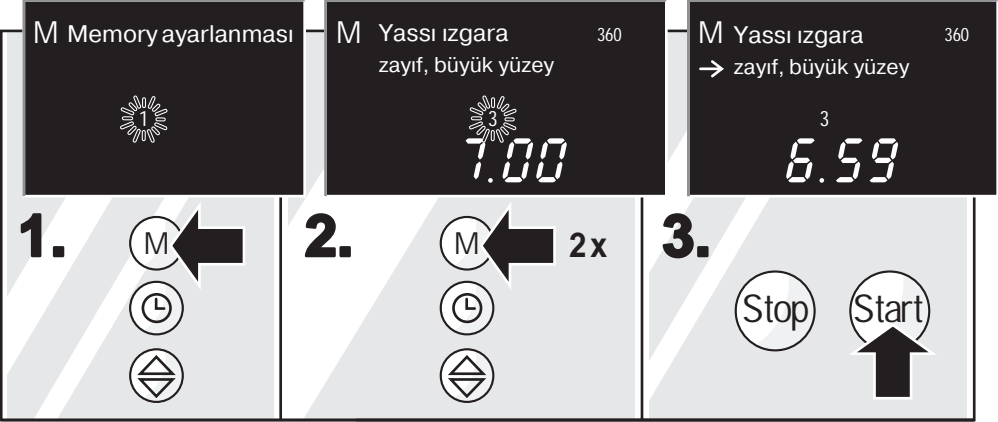 M Memory ayarlanması
1
M Yassı ızgara 360
zayıf, büyük yüzey
3
7.00
M Yassı ızgara 360
→ zayıf, büyük yüzey
3
6.59
1.
M
2.
M
2x
3.
Stop
Start